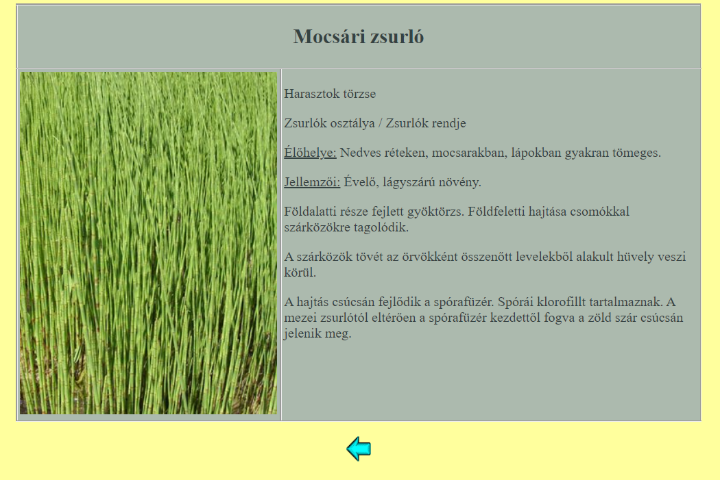 Mocsári zsurló
Harasztok törzse
Zsurlók osztálya / Zsurlók rendje
Élőhelye: Nedves réteken, mocsarakban, lápokban gyakran tömeges.
Jellemzői: Évelő, lágyszárú növény.
Földalatti része fejlett gyöktörzs. Földfeletti hajtása csomókkal
szárközökre tagolódik.
A szárközök tövét az örvökként összenőtt levelekből alakult hüvely veszi
körül.
A hajtás csúcsán fejlődik a spórafüzér. Spórái klorofillt tartalmaznak. A
mezei zsurlótól eltérően a spórafüzér kezdettől fogva a zöld szár csúcsán
jelenik meg.